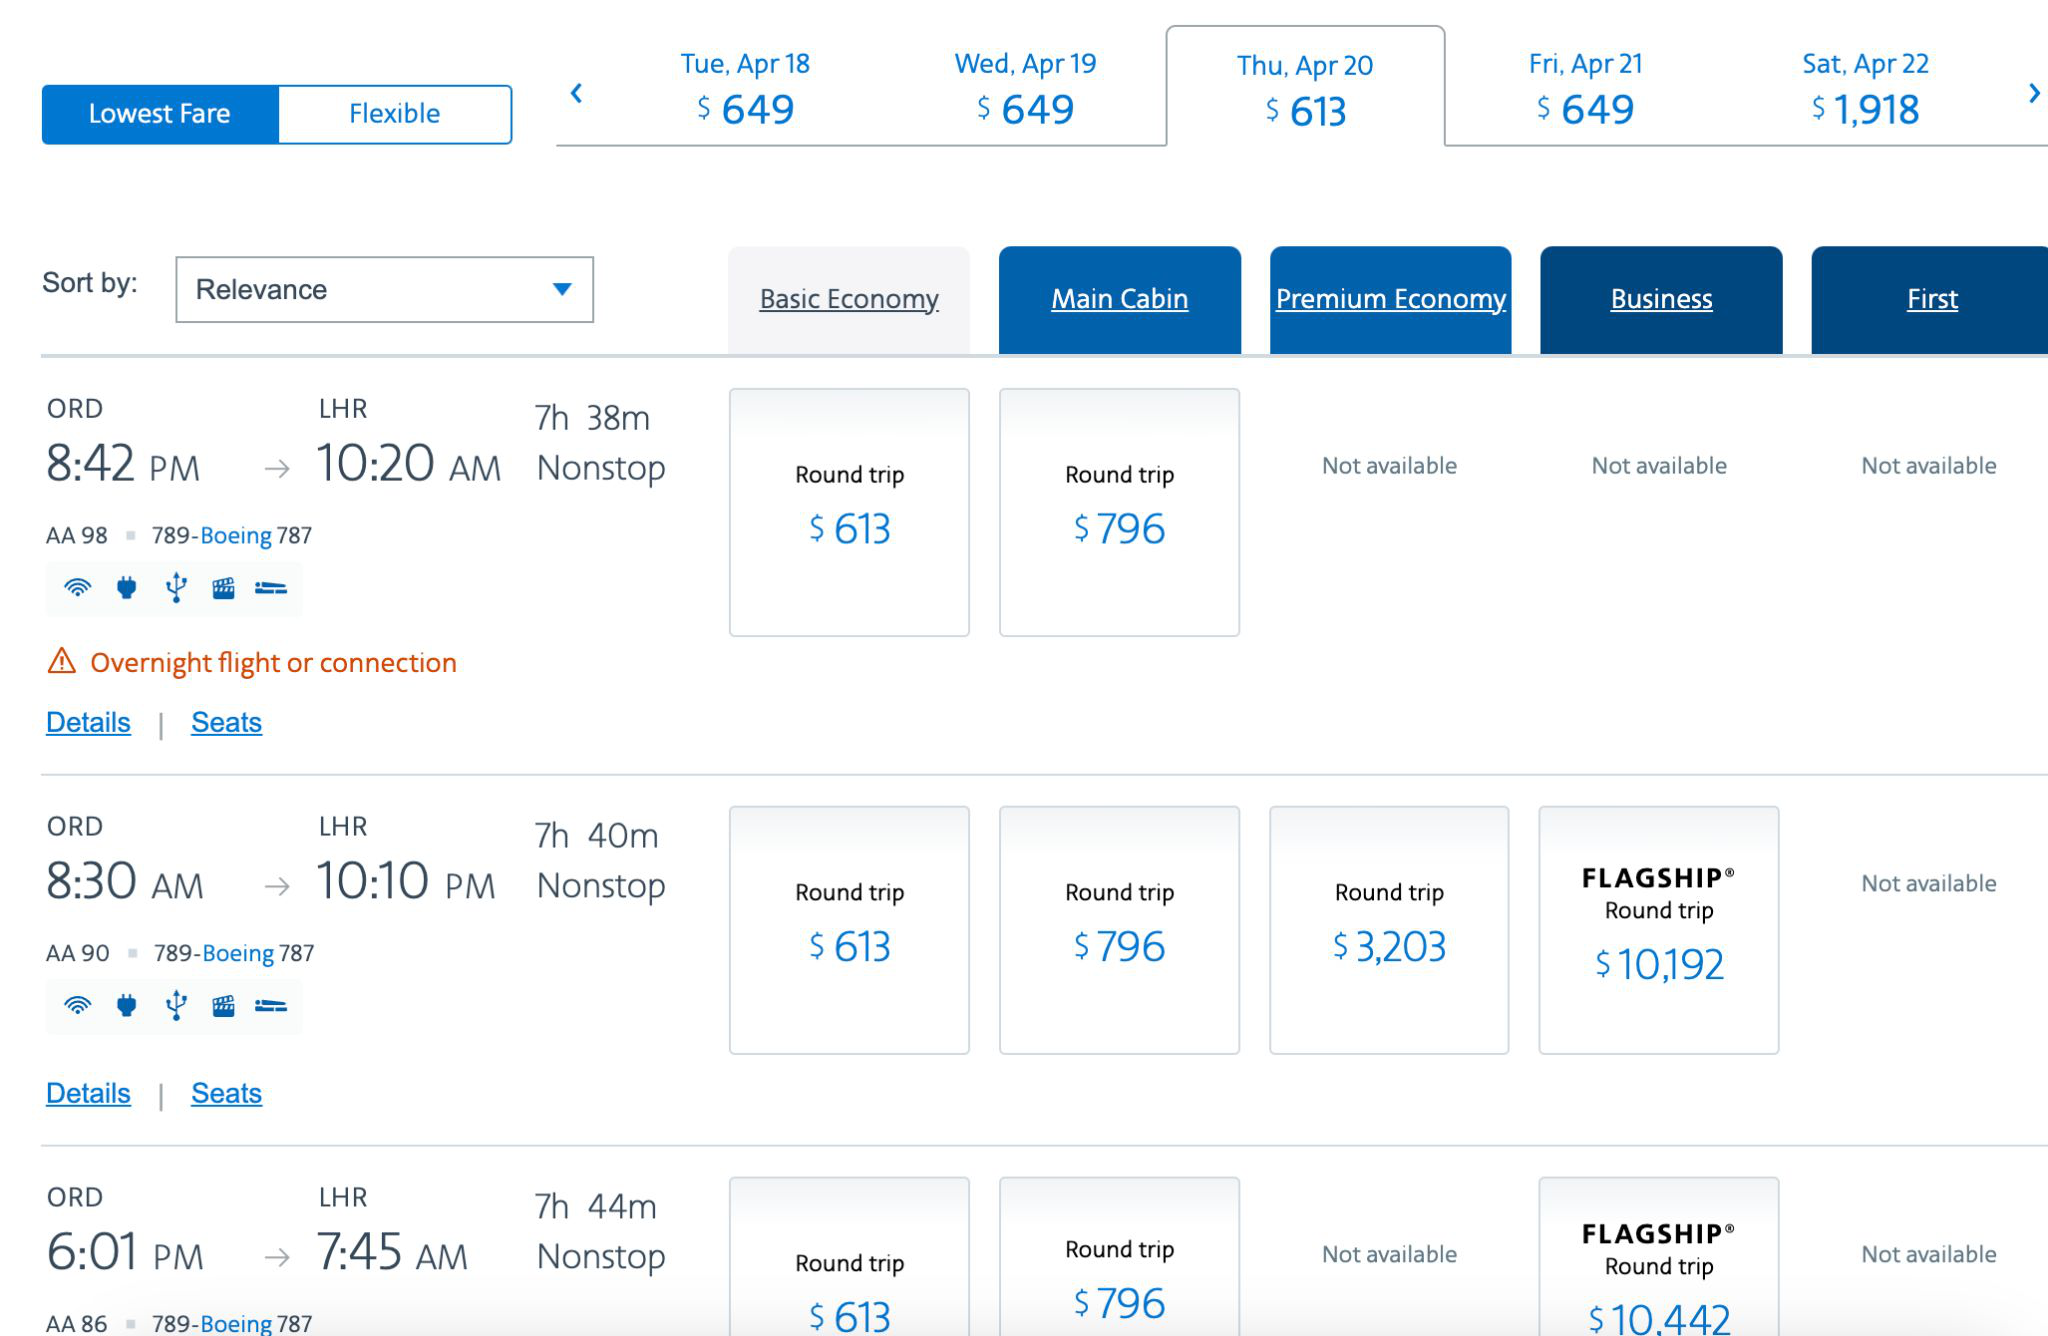 Lowest Fare Flexible
Tue, Apr 18 Wed, Apr 19 Thu, Apr 20 Fri, Apr 21 Sat, Apr 22
$ 649 $ 649 $ 613 $ 649 $ 1,918
Sort by: Relevance
Basic Economy Main Cabin Premium Economy Business First
ORD LHR 7h 38m
8:42 PM → 10:20 AM Nonstop
Round trip Round trip Not available Not available Not available
$ 613 $ 796
AA 98 ▪ 789-Boeing 787
Overnight flight or connection
Details | Seats
ORD LHR 7h 40m
8:30 AM → 10:10 PM Nonstop
Round trip Round trip Round trip FLAGSHIP® Not available
Round trip
$ 613 $ 796 $ 3,203 $ 10,192
AA 90 ▪ 789-Boeing 787
Details | Seats
ORD LHR 7h 44m
6:01 PM → 7:45 AM Nonstop
Round trip Round trip Not available FLAGSHIP® Not available
Round trip
$ 613 $ 796 $ 10,442
AA 86 ▪ 789-Boeing 787